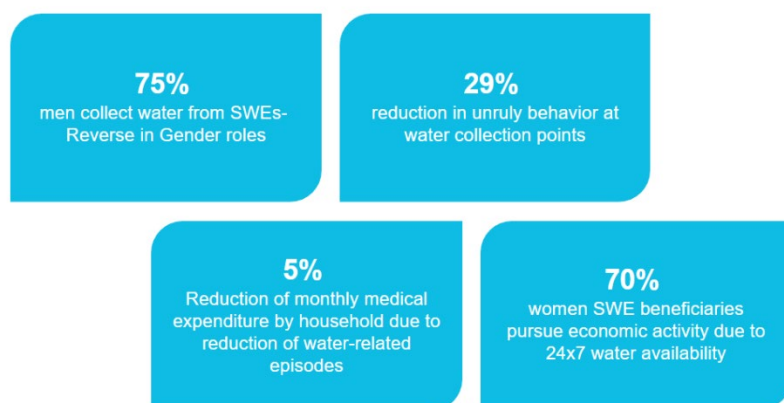 75%
men collect water from SWEs-
Reverse in Gender roles
29%
reduction in unruly behavior at
water collection points
5%
Reduction of monthly medical
expenditure by household due to
reduction of water-related
episodes
70%
women SWE beneficiaries
pursue economic activity due to
24x7 water availability